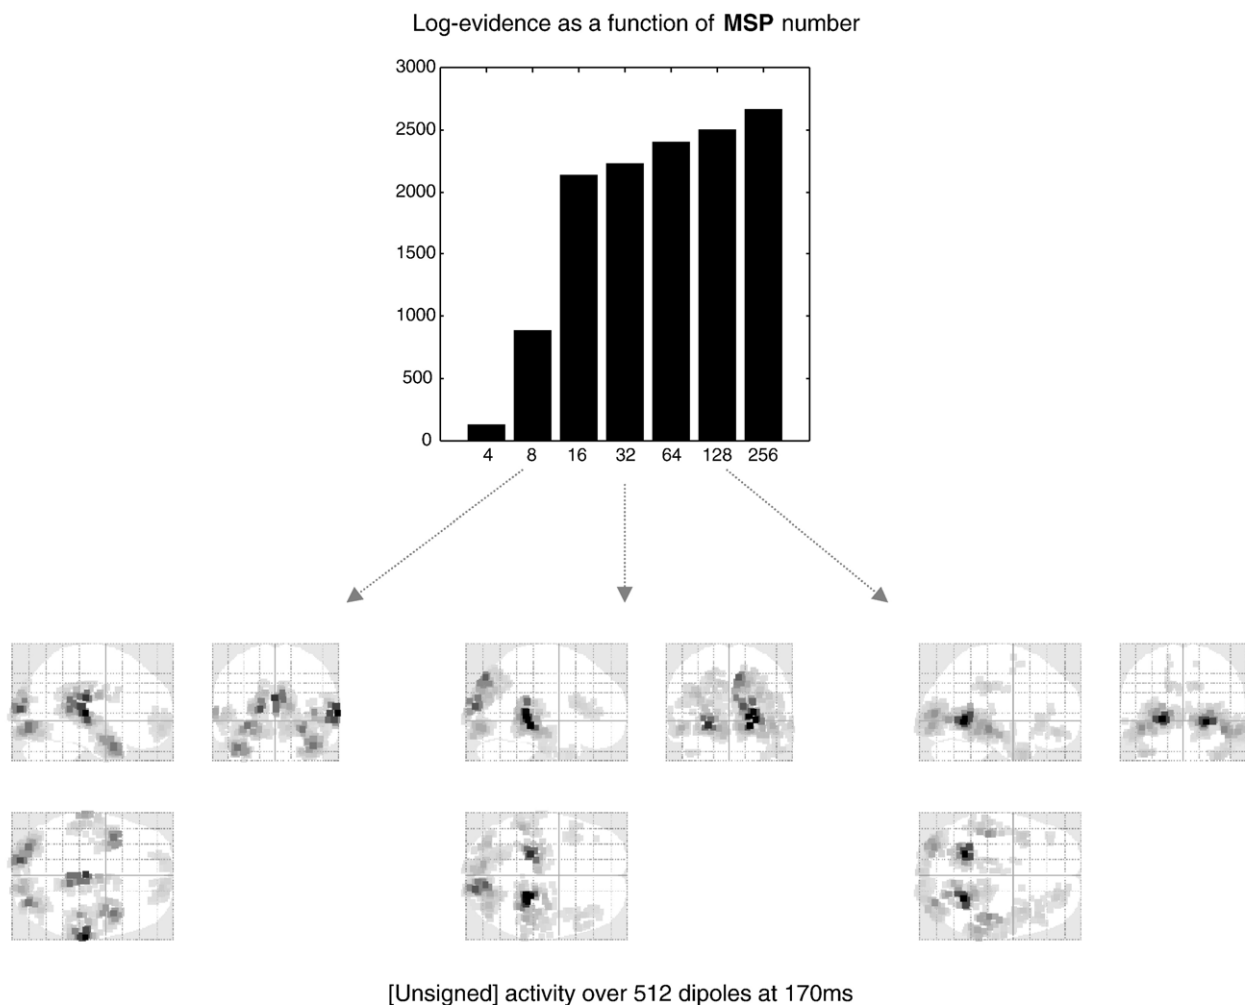 Log-evidence as a function of MSP number
3000
2500
2000
1500
1000
500
0
4 8 16 32 64 128 256
[Unsigned] activity over 512 dipoles at 170ms